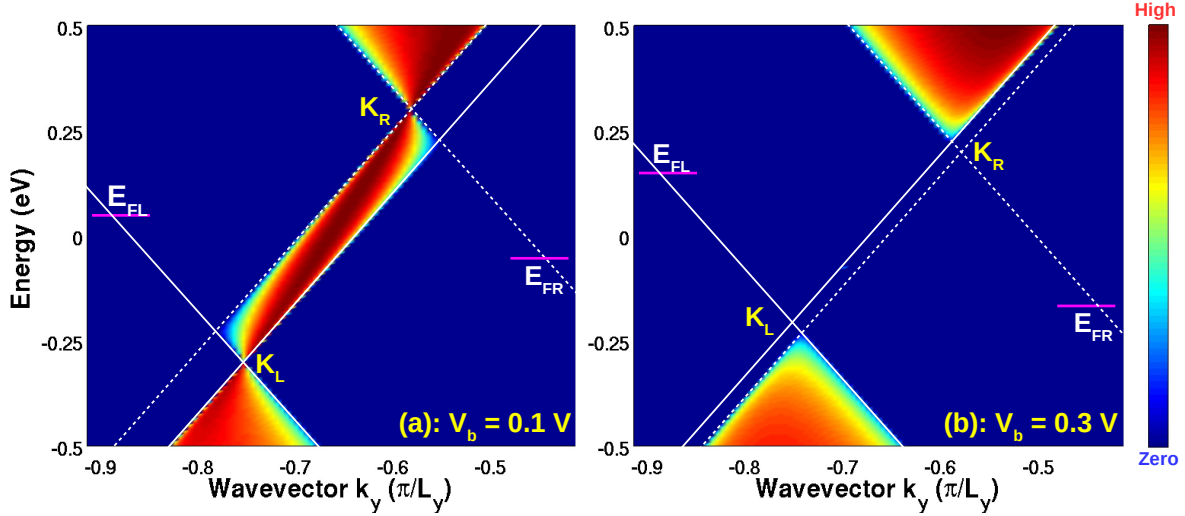 High
0.5
0.25
0
-0.25
-0.5
Energy (eV)
E_FL
K_R
E_FR
K_L
(a): V_b = 0.1 V
-0.9 -0.8 -0.7 -0.6 -0.5
Wavevector k_y (π/L_y)
0.5
0.25
0
-0.25
-0.5
E_FL
K_R
K_L
E_FR
(b): V_b = 0.3 V
-0.9 -0.8 -0.7 -0.6 -0.5
Wavevector k_y (π/L_y)
Zero